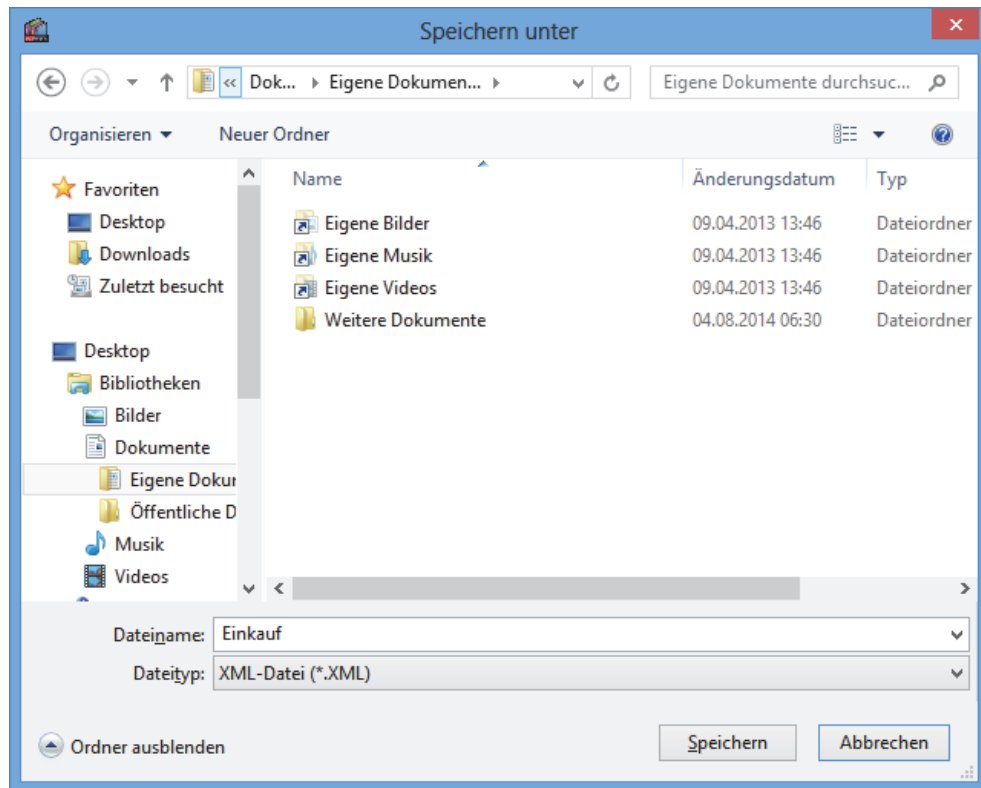 Speichern unter
« Dok... Eigene Dokumen... Eigene Dokumente durchsuc...
Organisieren Neuer Ordner
Name Änderungsdatum Typ
Favoriten
Desktop
Downloads
Zuletzt besucht
Desktop
Bibliotheken
Bilder
Dokumente
Eigene Dokur
Öffentliche D
Musik
Videos
Eigene Bilder 09.04.2013 13:46 Dateiordner
Eigene Musik 09.04.2013 13:46 Dateiordner
Eigene Videos 09.04.2013 13:46 Dateiordner
Weitere Dokumente 04.08.2014 06:30 Dateiordner
Dateiname: Einkauf
Dateityp: XML-Datei (*.XML)
Ordner ausblenden Speichern Abbrechen